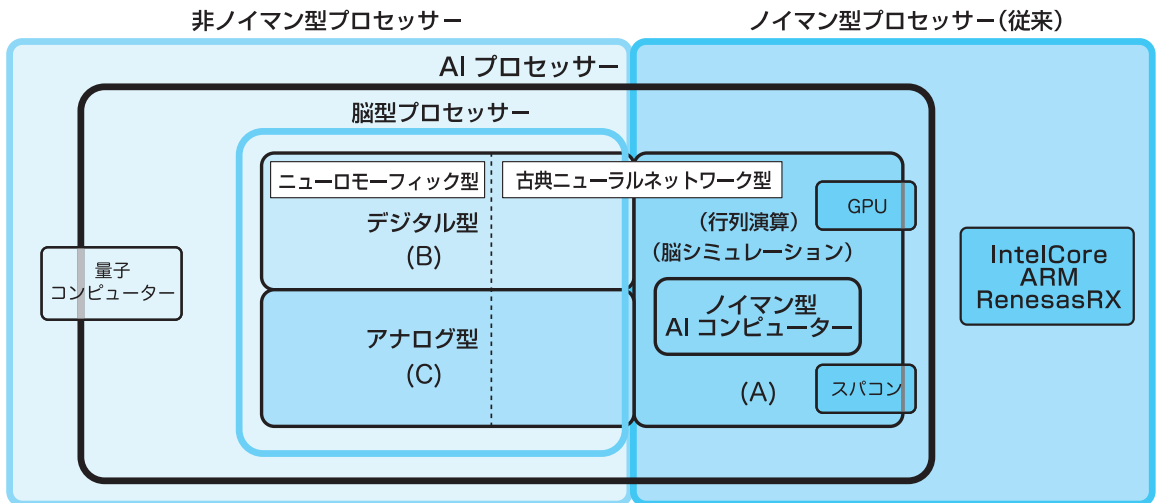 非ノイマン型プロセッサー
ノイマン型プロセッサー(従来)
AI プロセッサー
脳型プロセッサー
ニューロモーフィック型
古典ニューラルネットワーク型
デジタル型
(B)
(行列演算)
(脳シミュレーション)
GPU
量子
コンピューター
IntelCore
ARM
RenesasRX
ノイマン型
AI コンピューター
アナログ型
(C)
(A)
スパコン